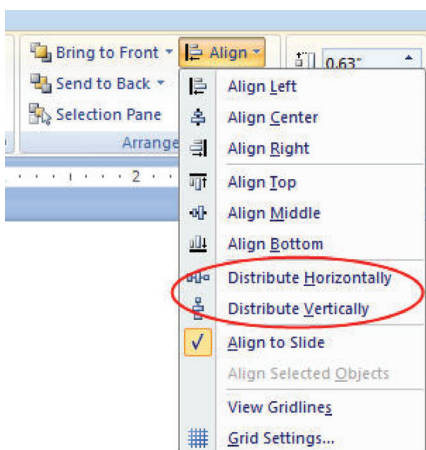 Bring to Front
Align
0.63"
Send to Back
Align Left
Selection Pane
Align Center
Arrange
Align Right
2
Align Top
Align Middle
Align Bottom
Distribute Horizontally
Distribute Vertically
Align to Slide
Align Selected Objects
View Gridlines
Grid Settings...